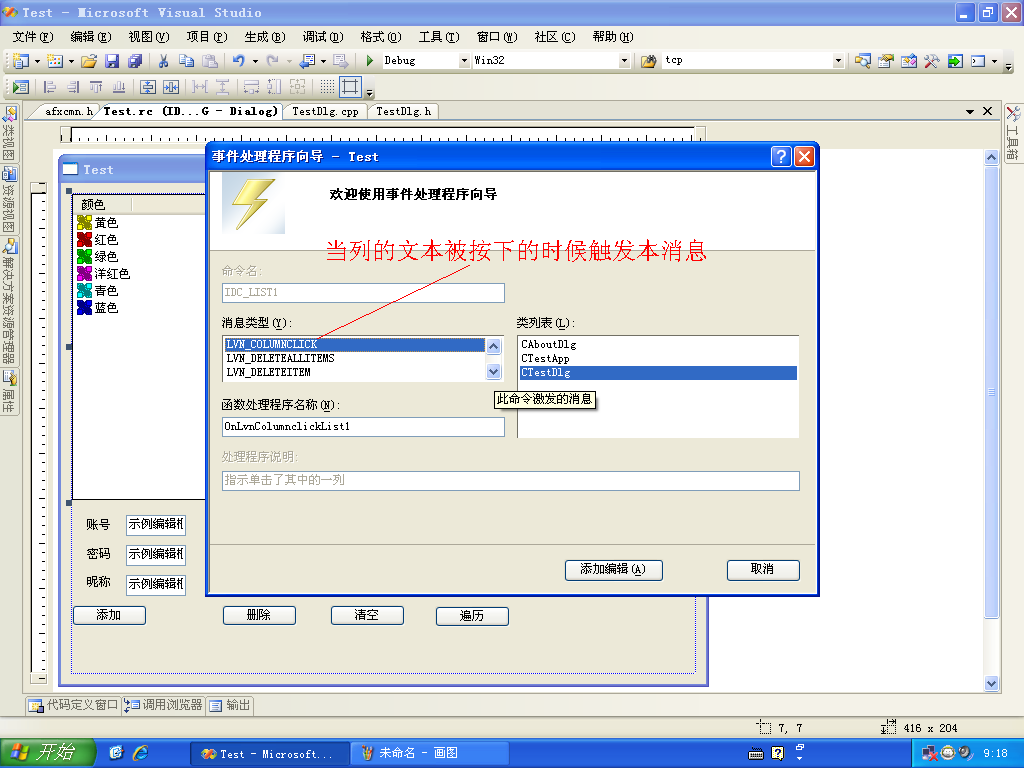 Test - Microsoft Visual Studio
文件(F) 编辑(E) 视图(V) 项目(P) 生成(B) 调试(D) 格式(O) 工具(T) 窗口(W) 社区(C) 帮助(H)
Debug Win32 tcp
afxcmn.h Test.rc (ID...G - Dialog) TestDlg.cpp TestDlg.h
类视图
资源视图
解决方案资源管理器
属性
工具箱
Test
颜色
黄色
红色
绿色
洋红色
青色
蓝色
账号 示例编辑框
密码 示例编辑框
昵称 示例编辑框
添加 删除 清空 遍历
事件处理程序向导 - Test
欢迎使用事件处理程序向导
当列的文本被按下的时候触发本消息
命令名:
IDC_LIST1
消息类型(Y): 类列表(L):
LVN_COLUMNCLICK
LVN_DELETEALLITEMS
LVN_DELETEITEM
CAboutDlg
CTestApp
CTestDlg
此命令激发的消息
函数处理程序名称(N):
OnLvnColumnclickList1
处理程序说明:
指示单击了其中的一列
添加编辑(A) 取消
代码定义窗口 调用浏览器 输出
7, 7 416 x 204
开始 Test - Microsoft... 未命名 - 画图 9:18